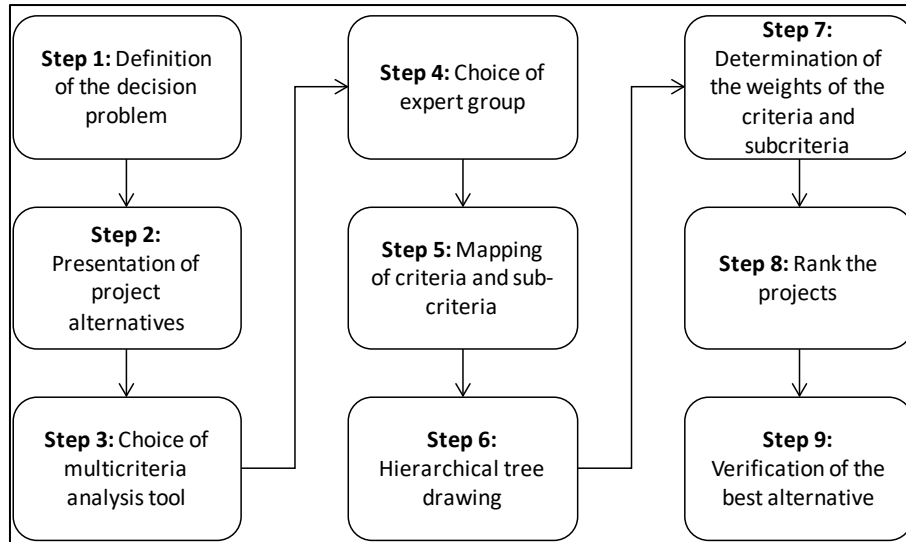 Step 1: Definition
of the decision
problem
Step 2:
Presentation of
project
alternatives
Step 3: Choice of
multicriteria
analysis tool
Step 4: Choice of
expert group
Step 5: Mapping
of criteria and sub-
criteria
Step 6:
Hierarchical tree
drawing
Step 7:
Determination of
the weights of the
criteria and
subcriteria
Step 8: Rank the
projects
Step 9:
Verification of the
best alternative